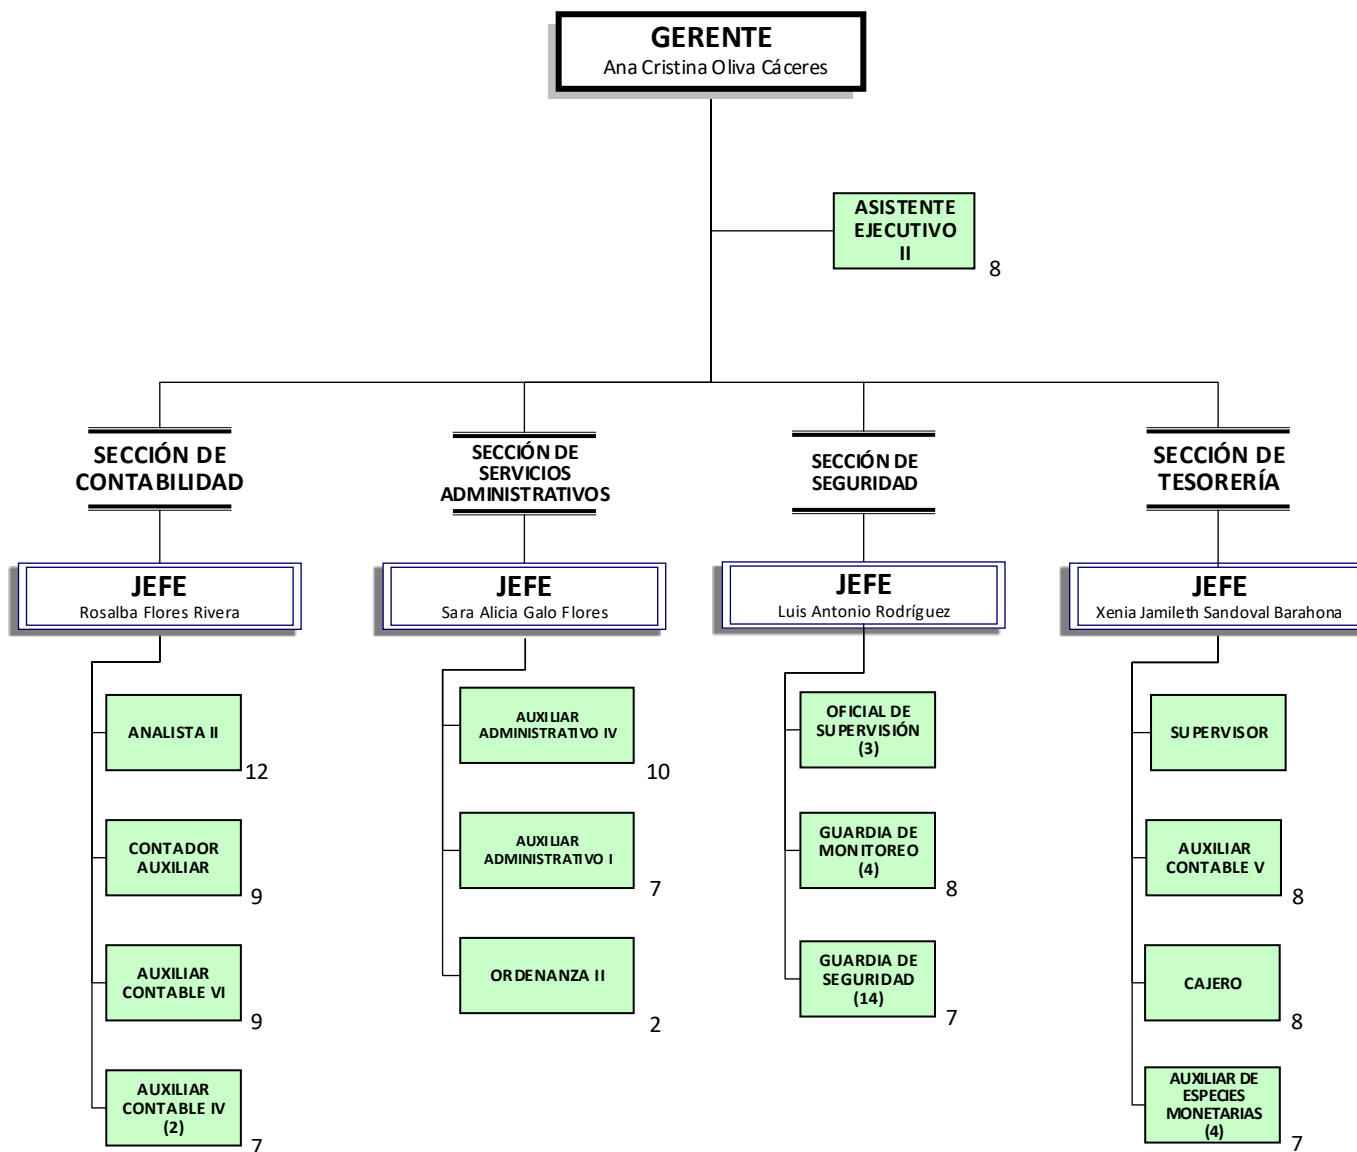 GERENTE
Ana Cristina Oliva Cáceres
ASISTENTE
EJECUTIVO
II
8
SECCIÓN DE
CONTABILIDAD
SECCIÓN DE
SERVICIOS
ADMINISTRATIVOS
SECCIÓN DE
SEGURIDAD
SECCIÓN DE
TESORERÍA
JEFE
Rosalba Flores Rivera
JEFE
Sara Alicia Galo Flores
JEFE
Luis Antonio Rodríguez
JEFE
Xenia Jamileth Sandoval Barahona
ANALISTA II
12
CONTADOR
AUXILIAR
9
AUXILIAR
CONTABLE VI
9
AUXILIAR
CONTABLE IV
(2)
7
AUXILIAR
ADMINISTRATIVO IV
10
AUXILIAR
ADMINISTRATIVO I
7
ORDENANZA II
2
OFICIAL DE
SUPERVISIÓN
(3)
GUARDIA DE
MONITOREO
(4)
8
GUARDIA DE
SEGURIDAD
(14)
7
SUPERVISOR
AUXILIAR
CONTABLE V
8
CAJERO
8
AUXILIAR DE
ESPECIES
MONETARIAS
(4)
7